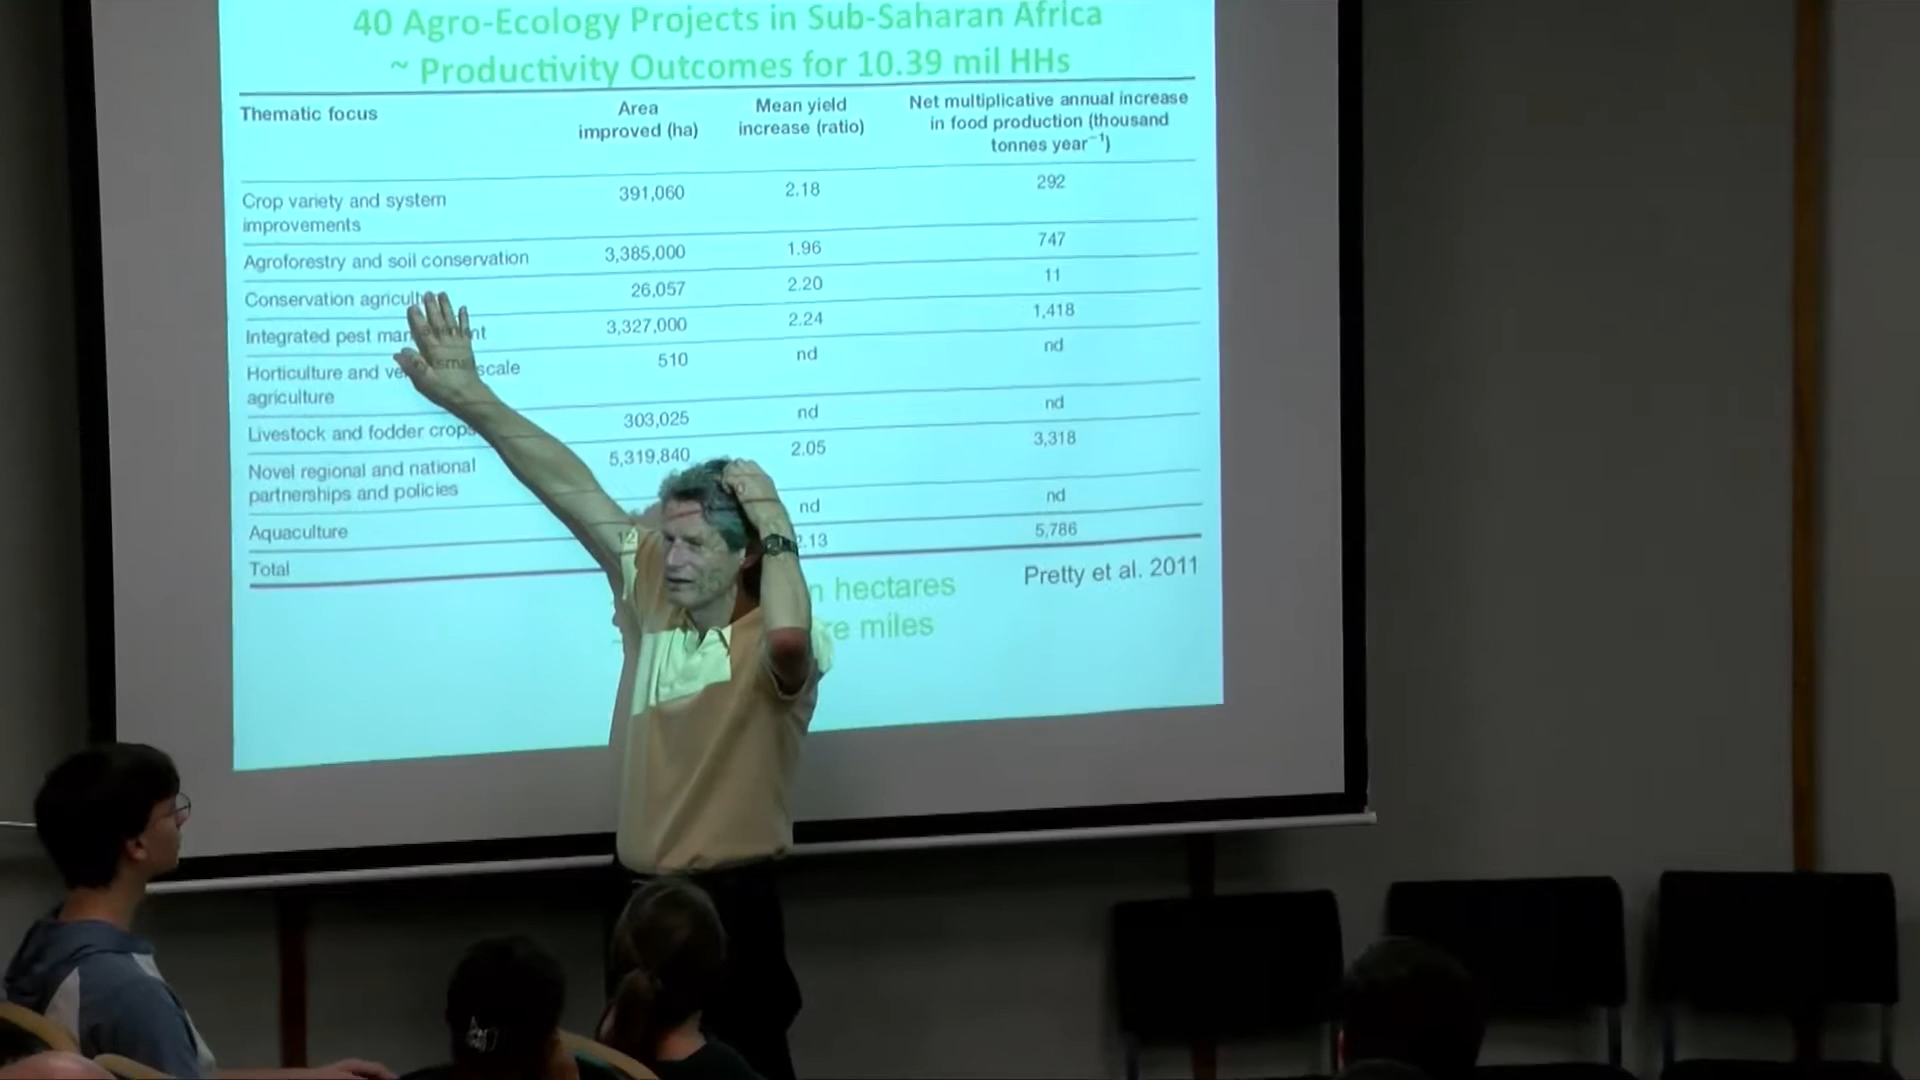 40 Agro-Ecology Projects in Sub-Saharan Africa
~ Productivity Outcomes for 10.39 mil HHs
Thematic focus
Area
improved (ha)
Mean yield
increase (ratio)
Net multiplicative annual increase
in food production (thousand
tonnes year⁻¹)
Crop variety and system
improvements
391,060
2.18
292
Agroforestry and soil conservation
3,385,000
1.96
747
Conservation
26,057
2.20
11
Integrated pest
3,327,000
2.24
1,418
Horticulture and scale
agriculture
510
nd
nd
Livestock and fodder crops
303,025
nd
nd
Novel regional and national
partnerships and policies
5,319,840
2.05
3,318
Aquaculture
nd
nd
Total
2.13
5,786
hectares
miles
Pretty et al. 2011